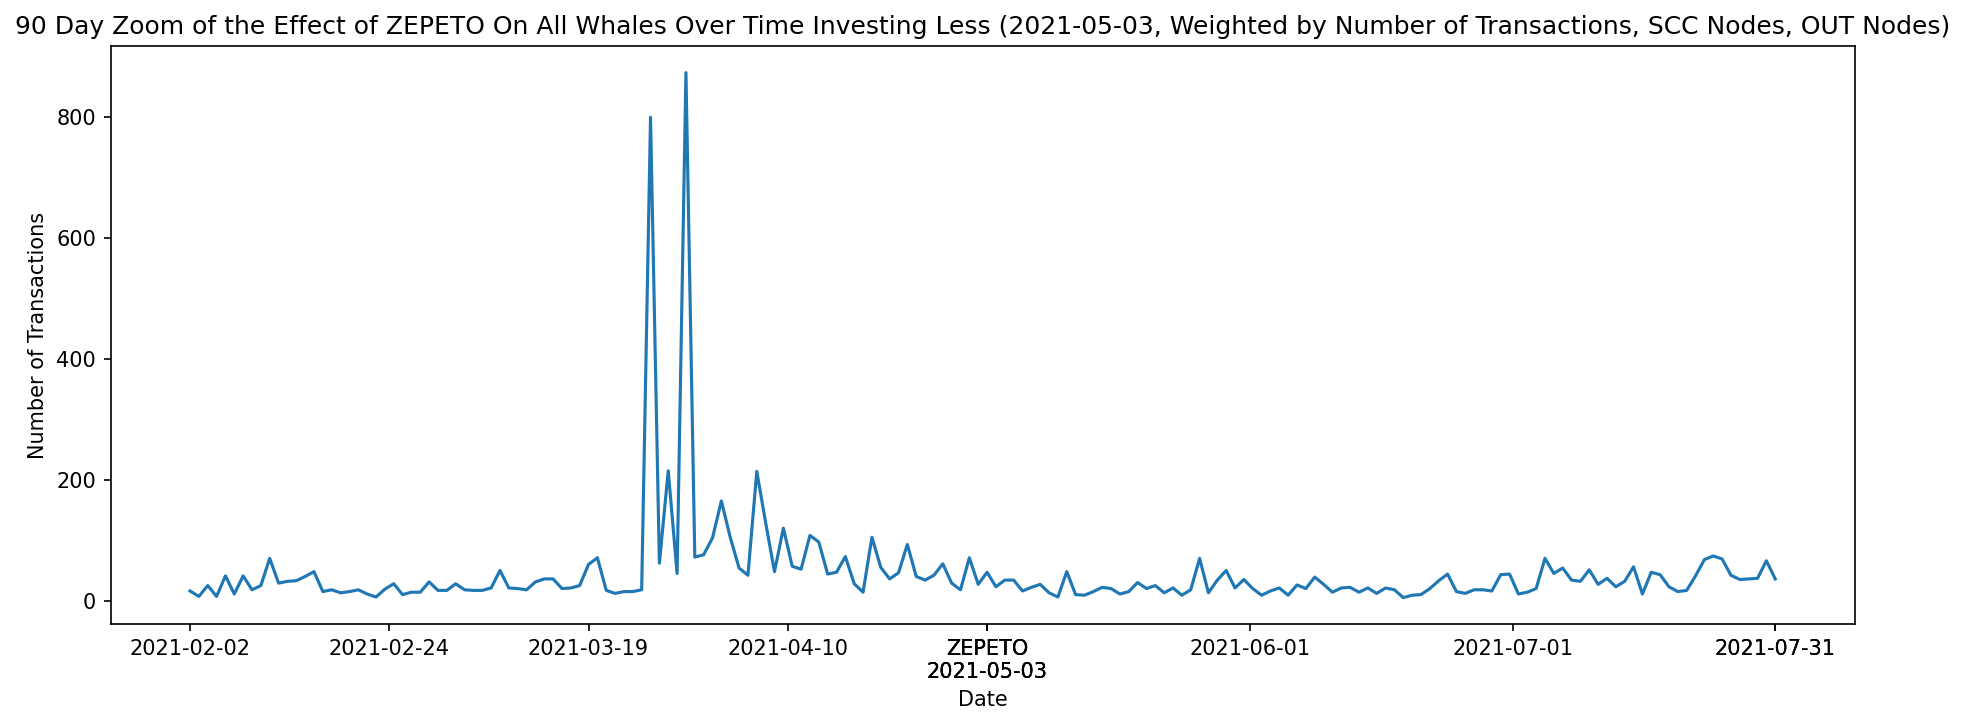 90 Day Zoom of the Effect of ZEPETO On All Whales Over Time Investing Less (2021-05-03, Weighted by Number of Transactions, SCC Nodes, OUT Nodes)
Number of Transactions
800
600
400
200
0
2021-02-02 2021-02-24 2021-03-19 2021-04-10 ZEPETO 2021-06-01 2021-07-01 2021-07-31
2021-05-03
Date